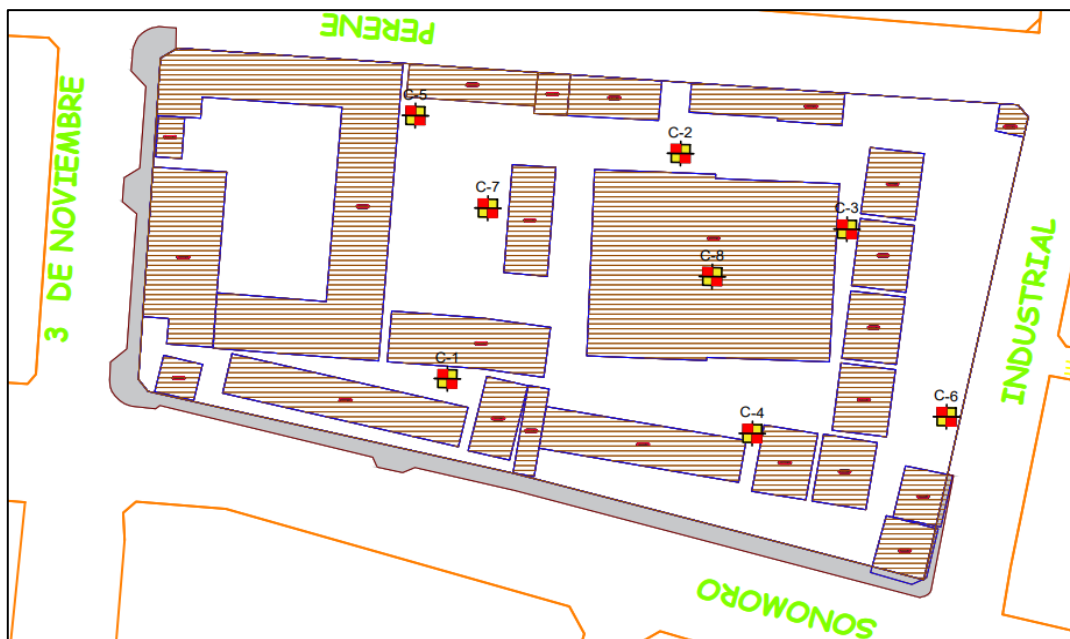 PERENE
3 DE NOVIEMBRE
C-5
C-2
C-7
C-3
C-8
INDUSTRIAL
C-1
C-6
C-4
SONOMORO